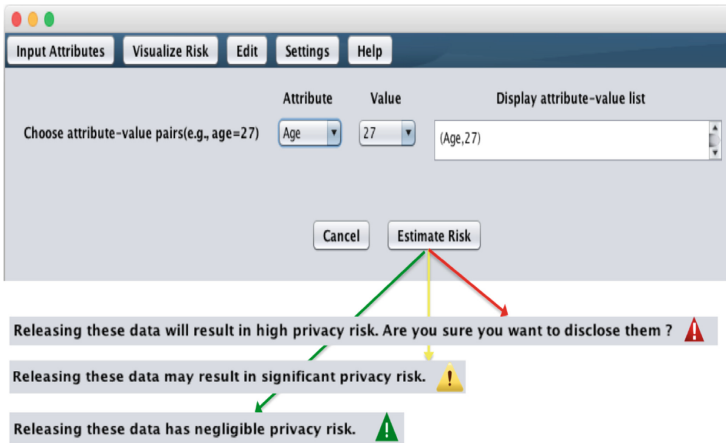 Input Attributes Visualize Risk Edit Settings Help
Attribute Value Display attribute-value list
Choose attribute-value pairs(e.g., age=27) Age 27 (Age,27)
Cancel Estimate Risk
Releasing these data will result in high privacy risk. Are you sure you want to disclose them ?
Releasing these data may result in significant privacy risk.
Releasing these data has negligible privacy risk.